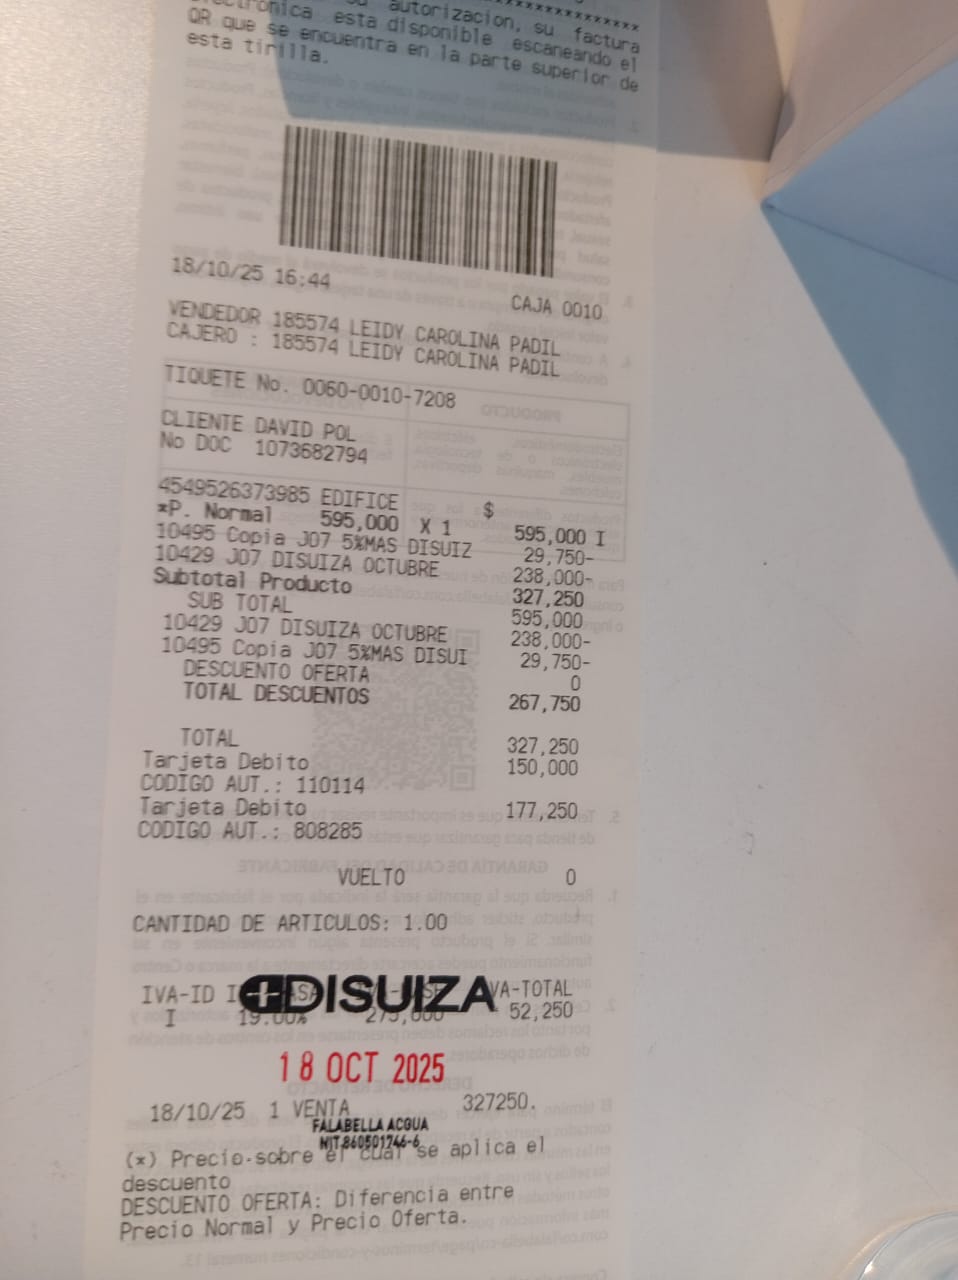 autorizacion, su factura
electronica esta disponible escaneando el
QR que se encuentra en la parte superior de
esta tirilla.
18/10/25 16:44 CAJA 0010
VENDEDOR 185574 LEIDY CAROLINA PADIL
CAJERO : 185574 LEIDY CAROLINA PADIL
TIQUETE No. 0060-0010-7208
CLIENTE DAVID POL
No DOC 1073682794
4549526373985 EDIFICE $
*P. Normal 595,000 X 1 595,000 I
10495 Copia J07 5%MAS DISUIZ 29,750-
10429 J07 DISUIZA OCTUBRE 238,000-
Subtotal Producto 327,250
SUB TOTAL 595,000
10429 J07 DISUIZA OCTUBRE 238,000-
10495 Copia J07 5%MAS DISUI 29,750-
DESCUENTO OFERTA 0
TOTAL DESCUENTOS 267,750
TOTAL 327,250
Tarjeta Debito 150,000
CODIGO AUT.: 110114
Tarjeta Debito 177,250
CODIGO AUT.: 808285
VUELTO 0
CANTIDAD DE ARTICULOS: 1.00
DISUIZA
IVA-ID IVA-TOTAL
I 19.00% 275,000 52,250
18 OCT 2025
18/10/25 1 VENTA 327250.
FALABELLA ACQUA
NIT.860501746-6
(*) Precio sobre el cual se aplica el
descuento
DESCUENTO OFERTA: Diferencia entre
Precio Normal y Precio Oferta.